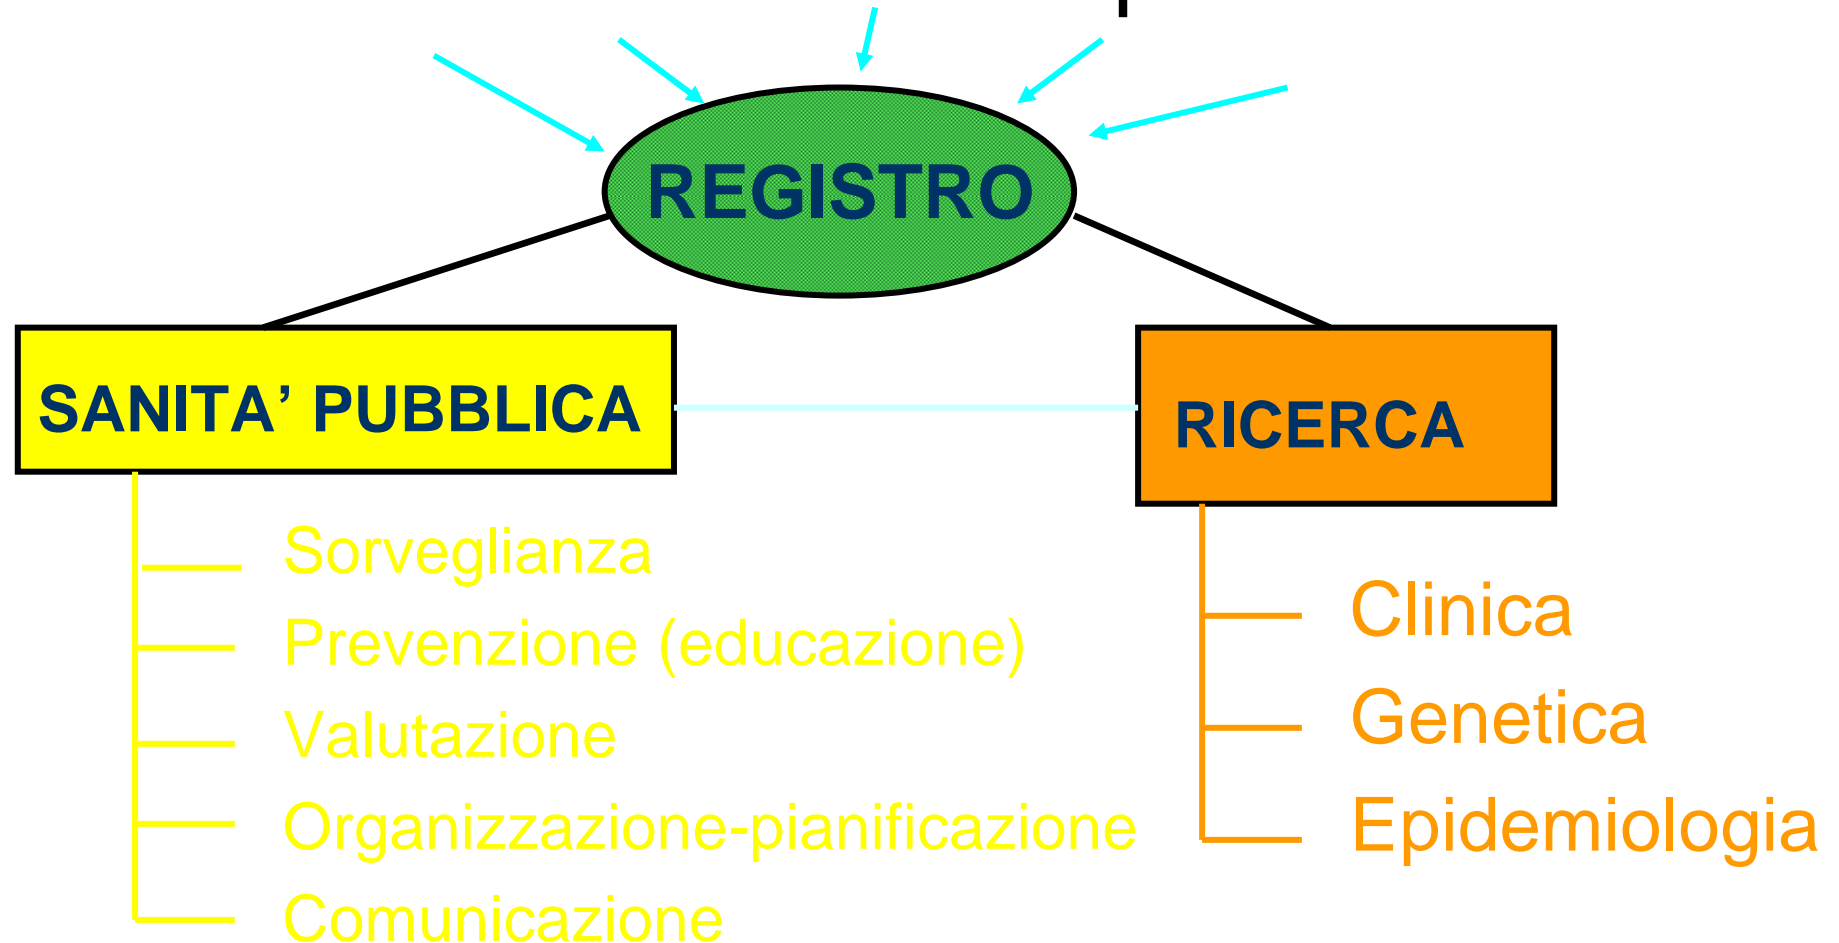 REGISTRO
SANITA’ PUBBLICA
RICERCA
Sorveglianza
Prevenzione (educazione)
Valutazione
Organizzazione-pianificazione
Comunicazione
Clinica
Genetica
Epidemiologia